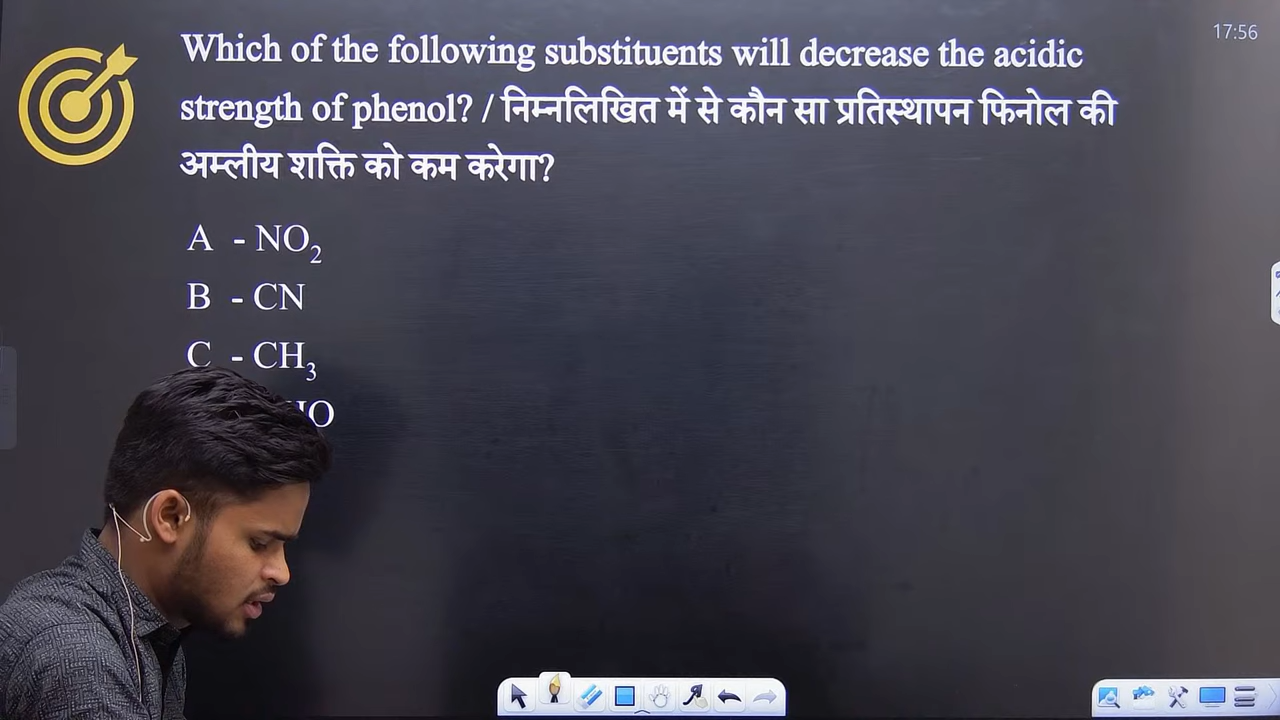 17:56
Which of the following substituents will decrease the acidic
strength of phenol? / निम्नलिखित में से कौन सा प्रतिस्थापन फिनोल की
अम्लीय शक्ति को कम करेगा?
A - NO₂
B - CN
C - CH₃
HO